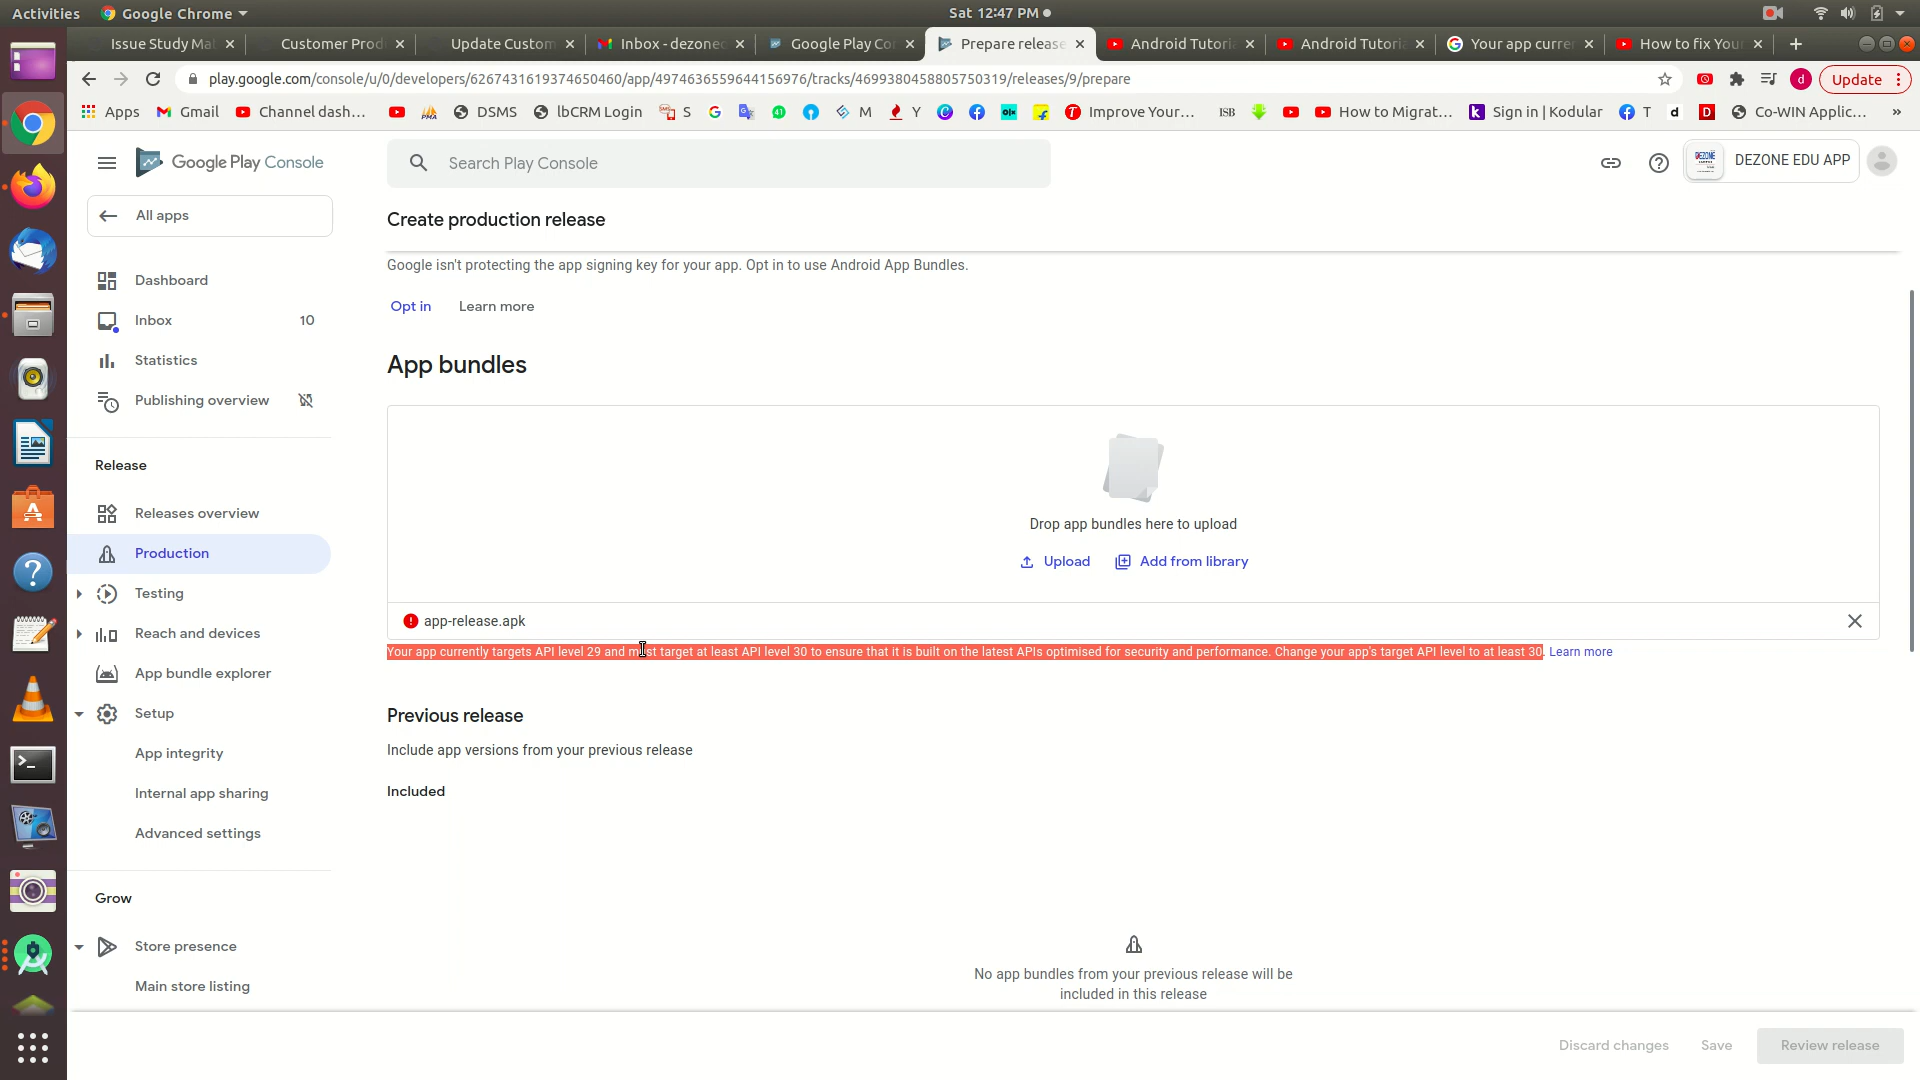 Activities
Google Chrome
Sat 12:47 PM
Issue Study Mat
Customer Prod
Update Custom
Inbox - dezoned
Google Play Co
Prepare release
Android Tutoria
Android Tutoria
Your app curre
How to fix You
play.google.com/console/u/0/developers/6267431619374650460/app/4974636559644156976/tracks/4699380458805750319/releases/9/prepare
Update
Apps
Gmail
Channel dash...
DSMS
lbCRM Login
S
M
Y
Improve Your...
ISB
How to Migrat...
Sign in | Kodular
T
Co-WIN Applic...
»
Google Play Console
Search Play Console
DEZONE EDU APP
All apps
Dashboard
Inbox
10
Statistics
Publishing overview
Release
Releases overview
Production
Testing
Reach and devices
App bundle explorer
Setup
App integrity
Internal app sharing
Advanced settings
Grow
Store presence
Main store listing
Create production release
Google isn't protecting the app signing key for your app. Opt in to use Android App Bundles.
Opt in
Learn more
App bundles
Drop app bundles here to upload
Upload
Add from library
app-release.apk
Your app currently targets API level 29 and must target at least API level 30 to ensure that it is built on the latest APIs optimised for security and performance. Change your app's target API level to at least 30. Learn more
Previous release
Include app versions from your previous release
Included
No app bundles from your previous release will be
included in this release
Discard changes
Save
Review release